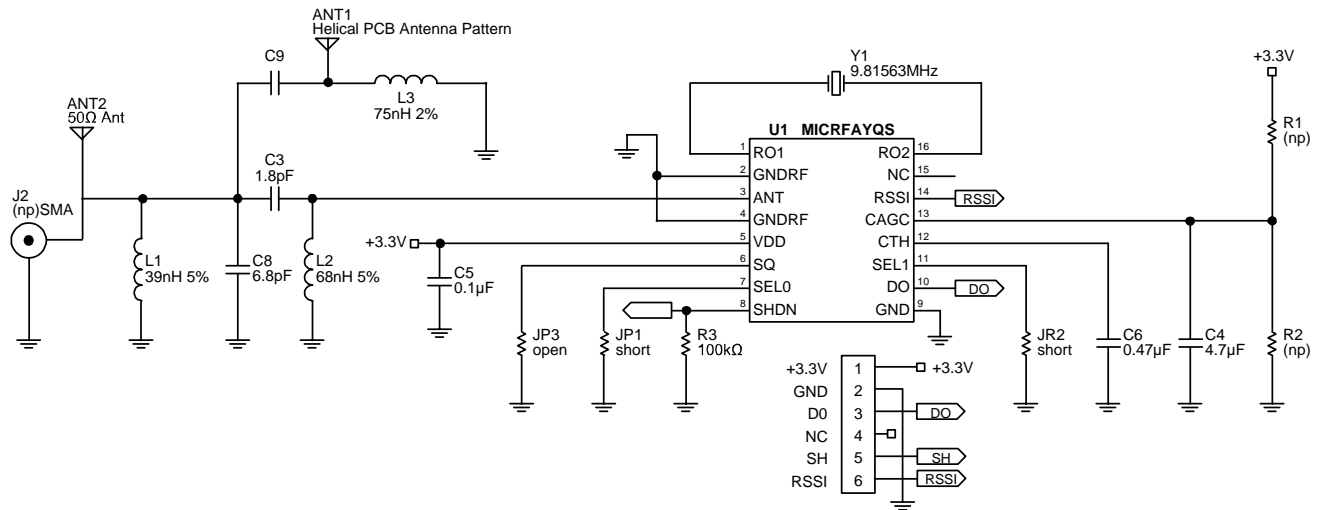 ANT1
Helical PCB Antenna Pattern
C9
L3
75nH 2%
ANT2
50Ω Ant
C3
1.8pF
J2
(np)SMA
L1
39nH 5%
C8
6.8pF
L2
68nH 5%
+3.3V
C5
0.1μF
Y1
9.81563MHz
U1 MICRFAYQS
1 RO1
2 GNDRF
3 ANT
4 GNDRF
5 VDD
6 SQ
7 SEL0
8 SHDN
RO2 16
NC 15
RSSI 14 RSSI
CAGC 13
CTH 12
SEL1 11
DO 10 DO
GND 9
JP3
open
JP1
short
R3
100kΩ
JR2
short
C6
0.47μF
C4
4.7μF
+3.3V
R1
(np)
R2
(np)
+3.3V 1 +3.3V
GND 2
D0 3 DO
NC 4
SH 5 SH
RSSI 6 RSSI